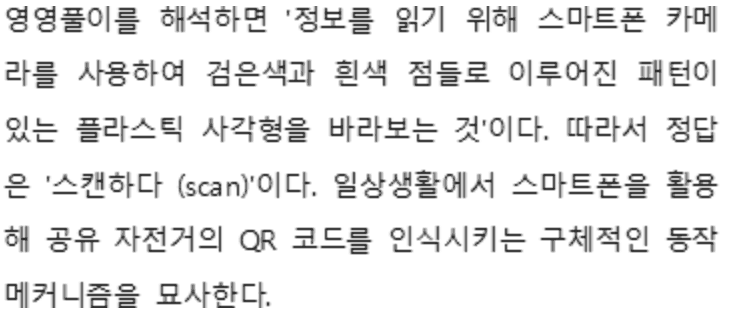 영영풀이를 해석하면 '정보를 읽기 위해 스마트폰 카메
라를 사용하여 검은색과 흰색 점들로 이루어진 패턴이
있는 플라스틱 사각형을 바라보는 것'이다. 따라서 정답
은 '스캔하다 (scan)'이다. 일상생활에서 스마트폰을 활용
해 공유 자전거의 QR 코드를 인식시키는 구체적인 동작
메커니즘을 묘사한다.